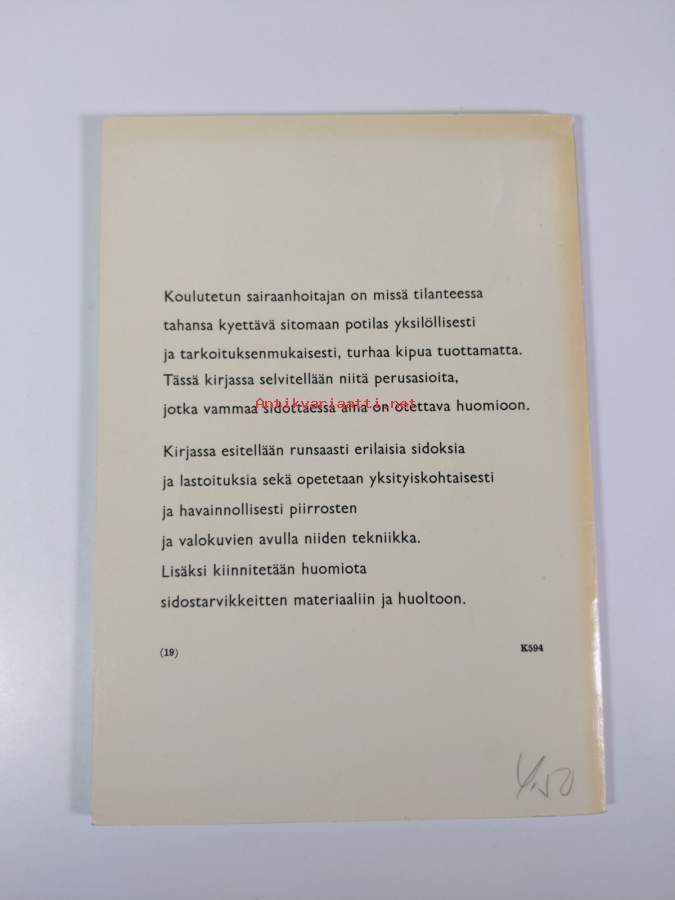 Koulutetun sairaanhoitajan on missä tilanteessa
tahansa kyettävä sitomaan potilas yksilöllisesti
ja tarkoituksenmukaisesti, turhaa kipua tuottamatta.
Tässä kirjassa selvitellään niitä perusasioita,
Antikvariaatti.net
jotka vammaa sidottaessa aina on otettava huomioon.
Kirjassa esitellään runsaasti erilaisia sidoksia
ja lastoituksia sekä opetetaan yksityiskohtaisesti
ja havainnollisesti piirrosten
ja valokuvien avulla niiden tekniikka.
Lisäksi kiinnitetään huomiota
sidostarvikkeitten materiaaliin ja huoltoon.
(19) K594
4,50